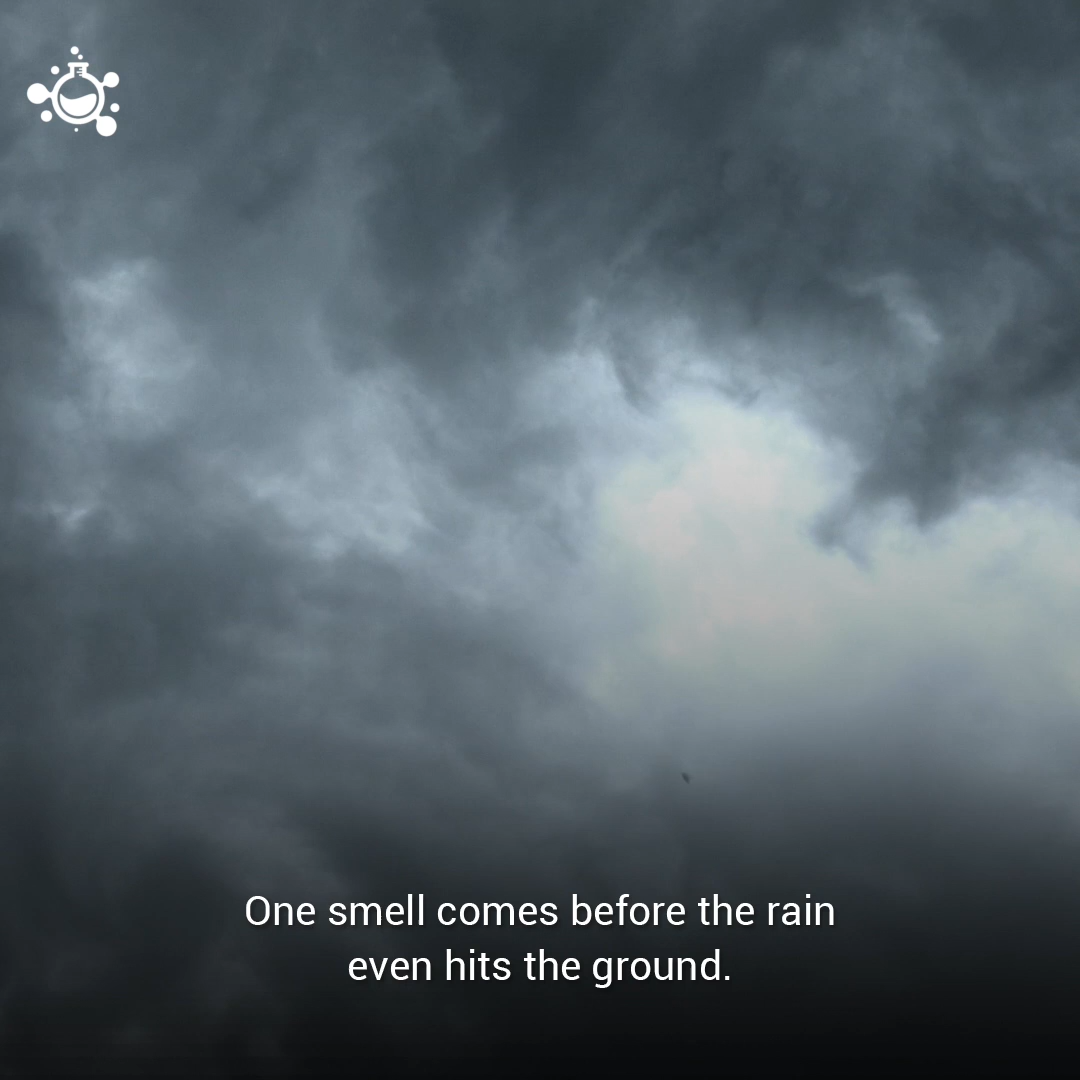 One smell comes before the rain
even hits the ground.